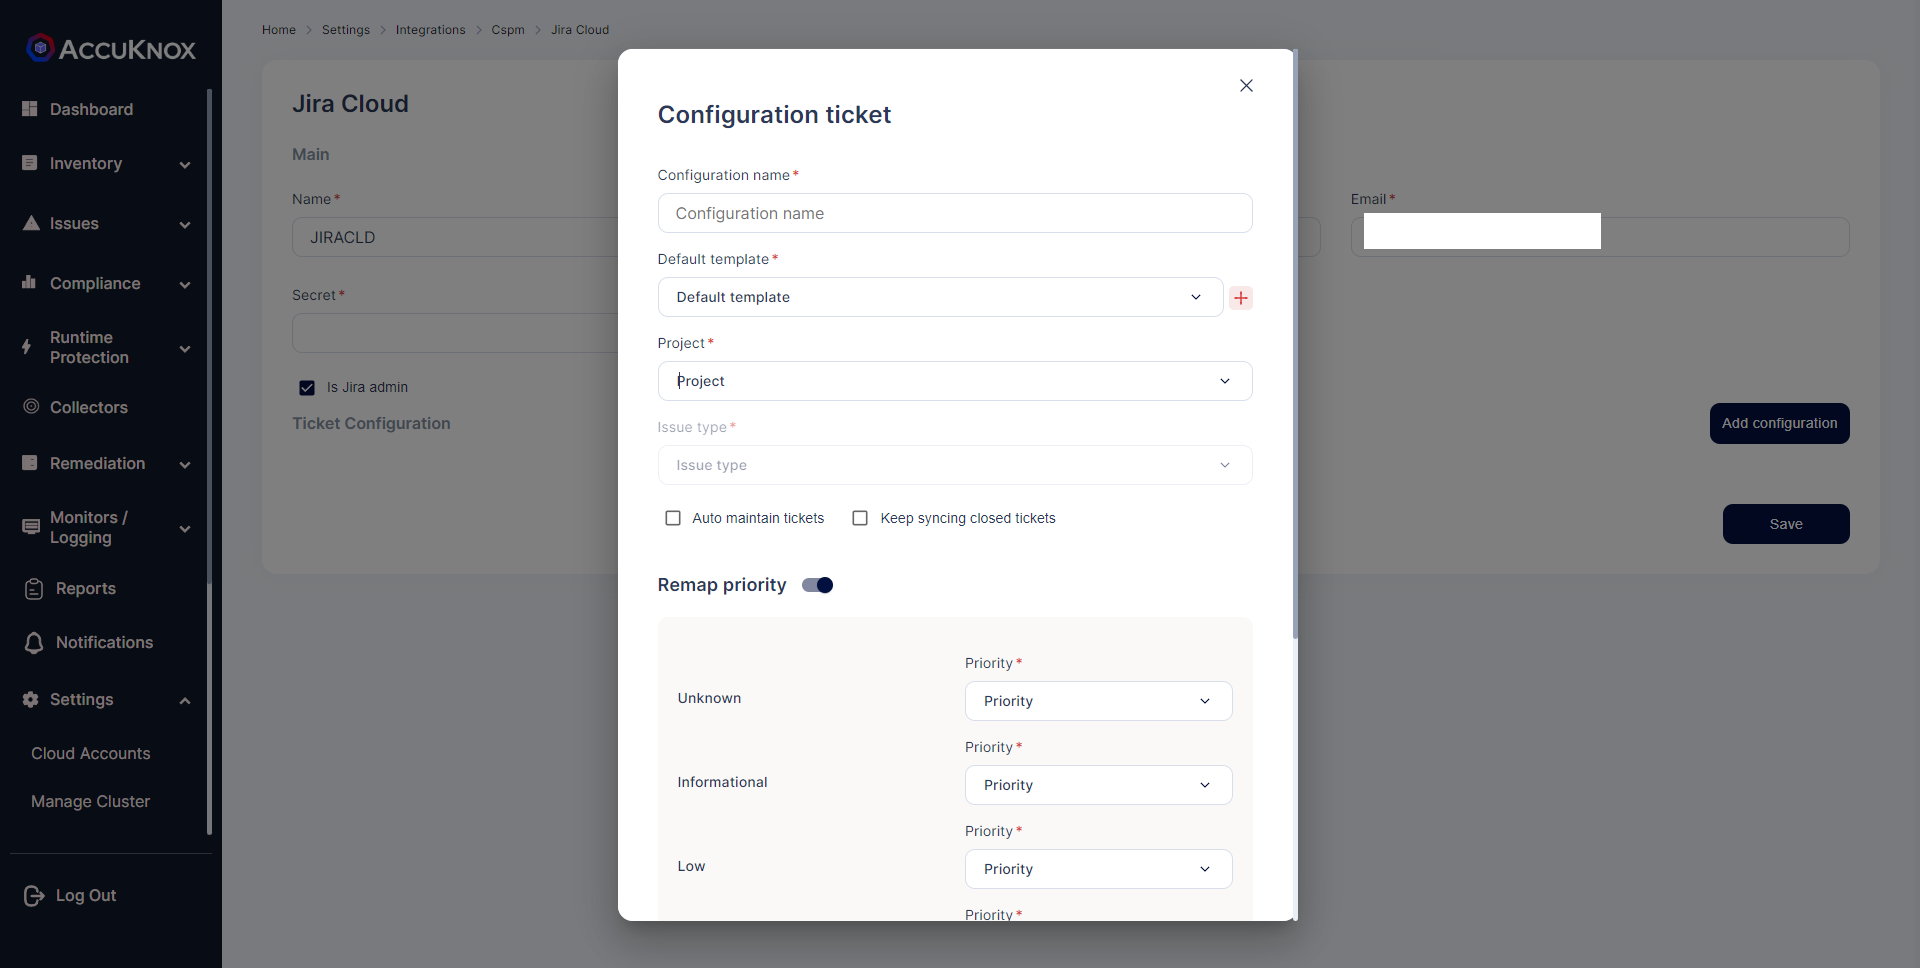 ACCUKNOX
Dashboard
Inventory
Issues
Compliance
Runtime
Protection
Collectors
Remediation
Monitors /
Logging
Reports
Notifications
Settings
Cloud Accounts
Manage Cluster
Log Out
Home > Settings > Integrations > Cspm > Jira Cloud
Jira Cloud
Main
Name *
JIRACLD
Secret *
Is Jira admin
Ticket Configuration
Email *
Add configuration
Save
Configuration ticket
Configuration name *
Configuration name
Default template *
Default template
Project *
Project
Issue type *
Issue type
Auto maintain tickets
Keep syncing closed tickets
Remap priority
Priority *
Unknown
Priority
Priority *
Informational
Priority
Priority *
Low
Priority
Priority *